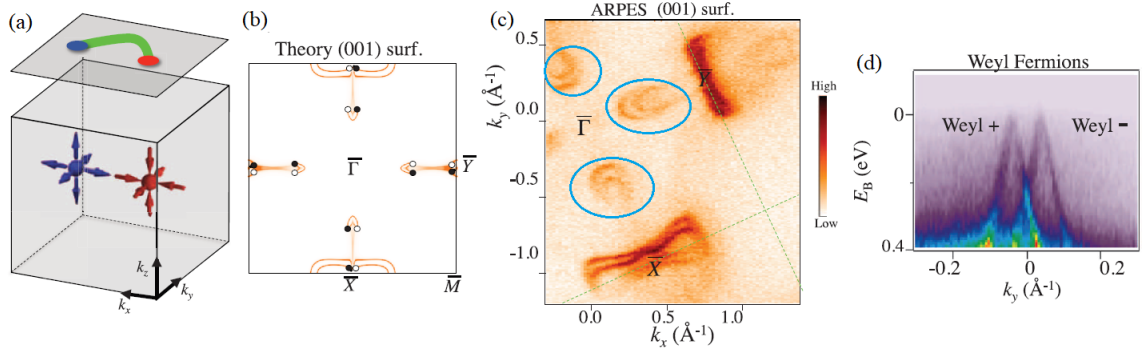 (a)
k_z
k_y
k_x
(b)
Theory (001) surf.
Γ̅
Y̅
X̅
M̅
(c)
ARPES (001) surf.
k_y (Å⁻¹)
0.5
0.0
-0.5
-1.0
Y̅
Γ̅
X̅
0.0 0.5 1.0
k_x (Å⁻¹)
High
Low
(d)
Weyl Fermions
Weyl + Weyl −
E_B (eV)
0
0.4
-0.2 0 0.2
k_y (Å⁻¹)